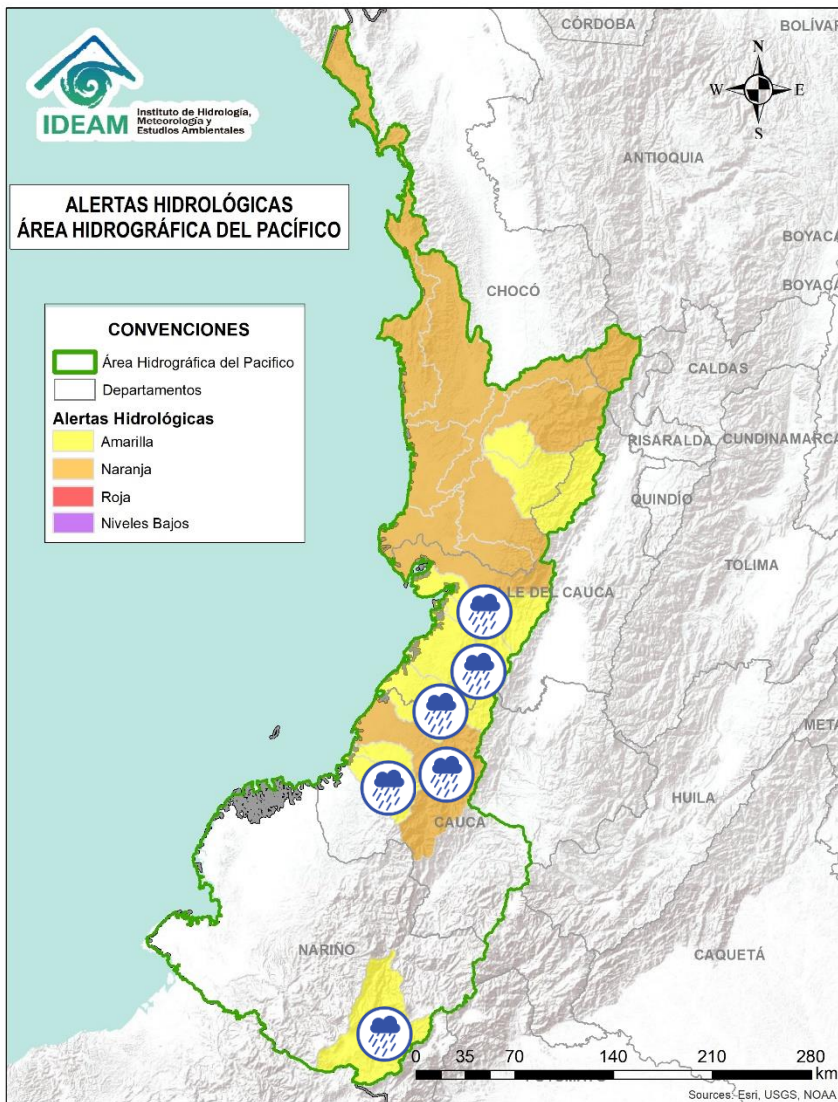 CÓRDOBA
BOLÍVAR
IDEAM
Instituto de Hidrología,
Meteorología y
Estudios Ambientales
N
W E
S
ANTIOQUIA
ALERTAS HIDROLÓGICAS
ÁREA HIDROGRÁFICA DEL PACÍFICO
BOYACÁ
CHOCÓ
BOYACÁ
CONVENCIONES
Área Hidrográfica del Pacifico
Departamentos
Alertas Hidrológicas
Amarilla
Naranja
Roja
Niveles Bajos
CALDAS
RISARALDA
CUNDINAMARCA
QUINDÍO
TOLIMA
LE DEL CAUCA
META
HUILA
CAUCA
NARIÑO
CAQUETÁ
0 35 70 140 210 280
km
Sources: Esri, USGS, NOAA